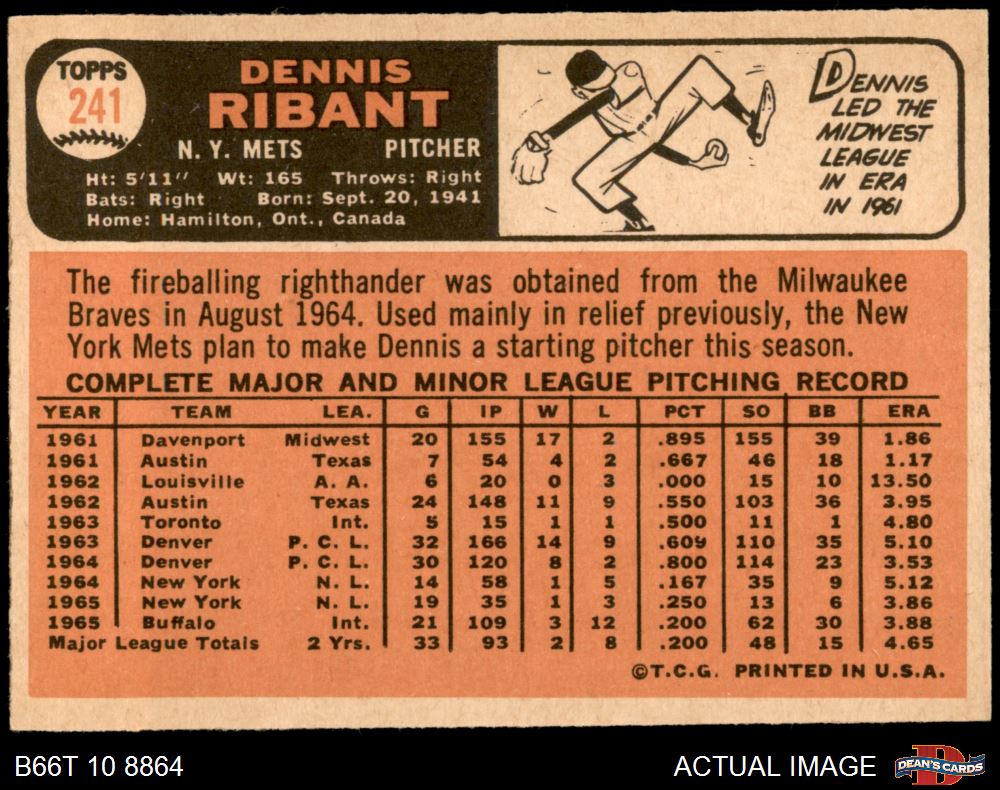 TOPPS
241
DENNIS
RIBANT
N. Y. METS PITCHER
Ht: 5'11" Wt: 165 Throws: Right
Bats: Right Born: Sept. 20, 1941
Home: Hamilton, Ont., Canada
DENNIS
LED THE
MIDWEST
LEAGUE
IN ERA
IN 1961
The fireballing righthander was obtained from the Milwaukee
Braves in August 1964. Used mainly in relief previously, the New
York Mets plan to make Dennis a starting pitcher this season.
COMPLETE MAJOR AND MINOR LEAGUE PITCHING RECORD
YEAR TEAM LEA. G IP W L PCT SO BB ERA
1961 Davenport Midwest 20 155 17 2 .895 155 39 1.86
1961 Austin Texas 7 54 4 2 .667 46 18 1.17
1962 Louisville A. A. 6 20 0 3 .000 15 10 13.50
1962 Austin Texas 24 148 11 9 .550 103 36 3.95
1963 Toronto Int. 5 15 1 1 .500 11 1 4.80
1963 Denver P. C. L. 32 166 14 9 .609 110 35 5.10
1964 Denver P. C. L. 30 120 8 2 .800 114 23 3.53
1964 New York N. L. 14 58 1 5 .167 35 9 5.12
1965 New York N. L. 19 35 1 3 .250 13 6 3.86
1965 Buffalo Int. 21 109 3 12 .200 62 30 3.88
Major League Totals 2 Yrs. 33 93 2 8 .200 48 15 4.65
©T.C.G. PRINTED IN U.S.A.
B66T 10 8864 ACTUAL IMAGE DEAN'S CARDS